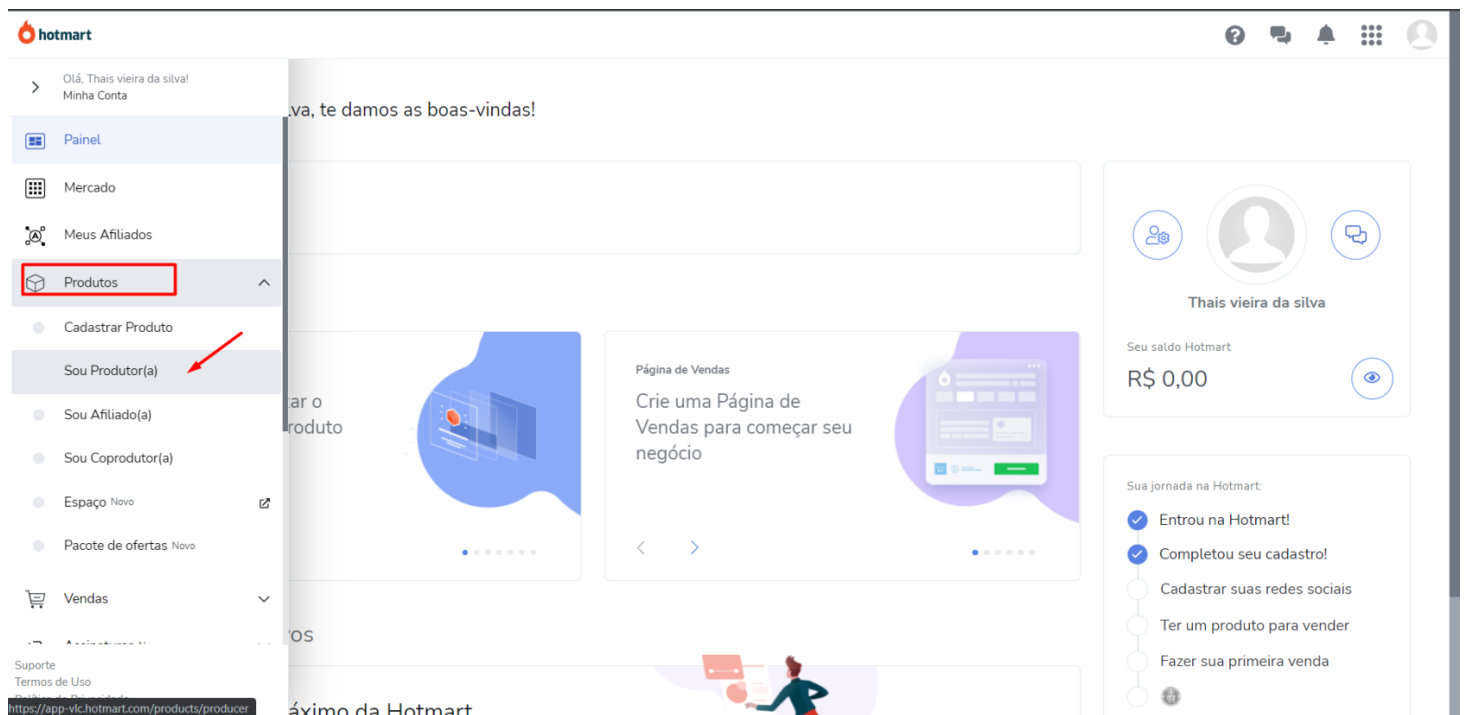 hotmart
Olá, Thais vieira da silva!
Minha Conta
Painel
Mercado
Meus Afiliados
Produtos
Cadastrar Produto
Sou Produtor(a)
Sou Afiliado(a)
Sou Coprodutor(a)
Espaço Novo
Pacote de ofertas Novo
Vendas
Suporte
Termos de Uso
https://app-vlc.hotmart.com/products/producer
lva, te damos as boas-vindas!
ar o
roduto
Página de Vendas
Crie uma Página de
Vendas para começar seu
negócio
os
áximo da Hotmart
Thais vieira da silva
Seu saldo Hotmart
R$ 0,00
Sua jornada na Hotmart:
Entrou na Hotmart!
Completou seu cadastro!
Cadastrar suas redes sociais
Ter um produto para vender
Fazer sua primeira venda